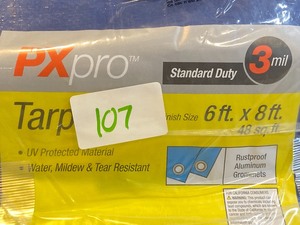 PXpro™
Standard Duty
3 mil
Tarp
107
nish Size 6 ft. x 8 ft.
48 sq. ft.
• UV Protected Material
• Water, Mildew & Tear Resistant
Rustproof
Aluminum
Grommets